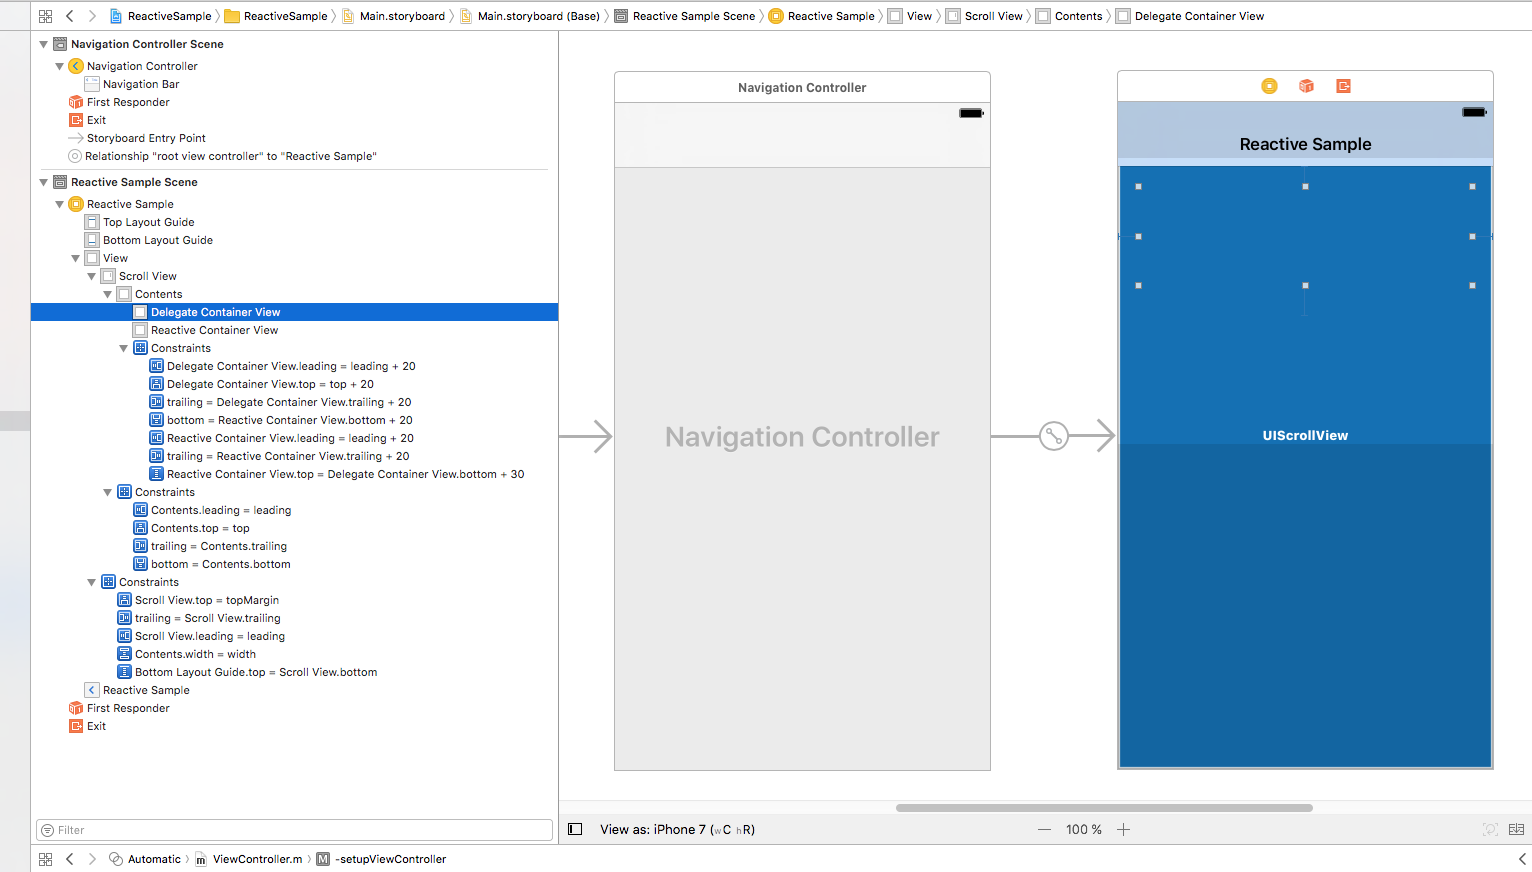 ReactiveSample ReactiveSample Main.storyboard Main.storyboard (Base) Reactive Sample Scene Reactive Sample View Scroll View Contents Delegate Container View
Navigation Controller Scene
Navigation Controller
Navigation Bar
First Responder
Exit
Storyboard Entry Point
Relationship "root view controller" to "Reactive Sample"
Reactive Sample Scene
Reactive Sample
Top Layout Guide
Bottom Layout Guide
View
Scroll View
Contents
Delegate Container View
Reactive Container View
Constraints
Delegate Container View.leading = leading + 20
Delegate Container View.top = top + 20
trailing = Delegate Container View.trailing + 20
bottom = Reactive Container View.bottom + 20
Reactive Container View.leading = leading + 20
trailing = Reactive Container View.trailing + 20
Reactive Container View.top = Delegate Container View.bottom + 30
Constraints
Contents.leading = leading
Contents.top = top
trailing = Contents.trailing
bottom = Contents.bottom
Constraints
Scroll View.top = topMargin
trailing = Scroll View.trailing
Scroll View.leading = leading
Contents.width = width
Bottom Layout Guide.top = Scroll View.bottom
Reactive Sample
First Responder
Exit
Filter
Navigation Controller
Navigation Controller
Reactive Sample
UIScrollView
View as: iPhone 7 (wC hR)
100 %
Automatic ViewController.m M -setupViewController